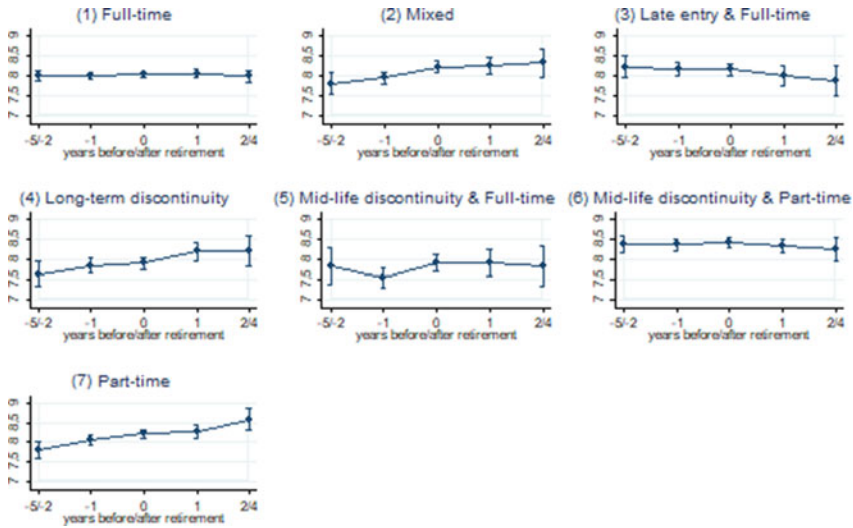 (1) Full-time
(2) Mixed
(3) Late entry & Full-time
9
8,5
8
7,5
7
-5/-2 -1 0 1 2/4
years before/after retirement
9
8,5
8
7,5
7
-5/-2 -1 0 1 2/4
years before/after retirement
9
8,5
8
7,5
7
-5/-2 -1 0 1 2/4
years before/after retirement
(4) Long-term discontinuity
(5) Mid-life discontinuity & Full-time
(6) Mid-life discontinuity & Part-time
9
8,5
8
7,5
7
-5/-2 -1 0 1 2/4
years before/after retirement
9
8,5
8
7,5
7
-5/-2 -1 0 1 2/4
years before/after retirement
9
8,5
8
7,5
7
-5/-2 -1 0 1 2/4
years before/after retirement
(7) Part-time
9
8,5
8
7,5
7
-5/-2 -1 0 1 2/4
years before/after retirement